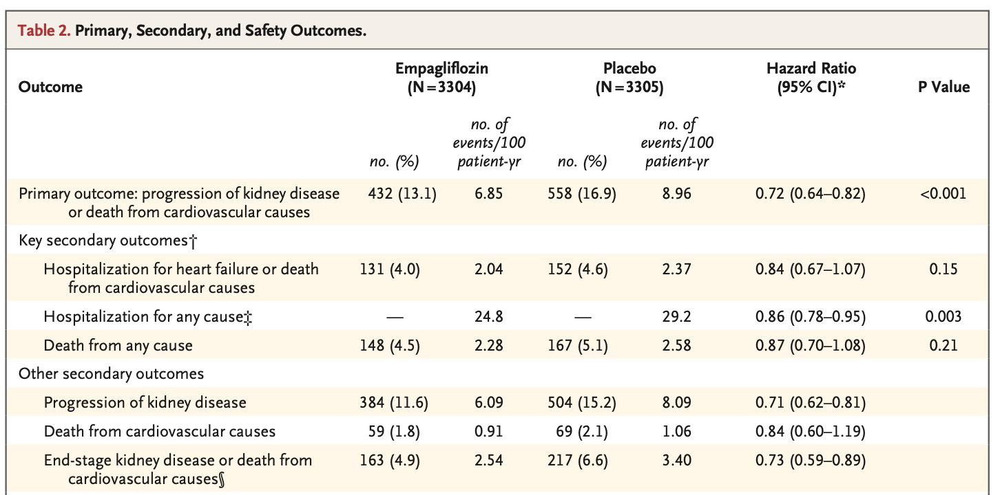 Table 2. Primary, Secondary, and Safety Outcomes.
Outcome Empagliflozin (N=3304) Placebo (N=3305) Hazard Ratio (95% CI)* P Value
no. (%) no. of events/100 patient-yr no. (%) no. of events/100 patient-yr
Primary outcome: progression of kidney disease or death from cardiovascular causes 432 (13.1) 6.85 558 (16.9) 8.96 0.72 (0.64–0.82) <0.001
Key secondary outcomes†
Hospitalization for heart failure or death from cardiovascular causes 131 (4.0) 2.04 152 (4.6) 2.37 0.84 (0.67–1.07) 0.15
Hospitalization for any cause‡ — 24.8 — 29.2 0.86 (0.78–0.95) 0.003
Death from any cause 148 (4.5) 2.28 167 (5.1) 2.58 0.87 (0.70–1.08) 0.21
Other secondary outcomes
Progression of kidney disease 384 (11.6) 6.09 504 (15.2) 8.09 0.71 (0.62–0.81)
Death from cardiovascular causes 59 (1.8) 0.91 69 (2.1) 1.06 0.84 (0.60–1.19)
End-stage kidney disease or death from cardiovascular causes§ 163 (4.9) 2.54 217 (6.6) 3.40 0.73 (0.59–0.89)